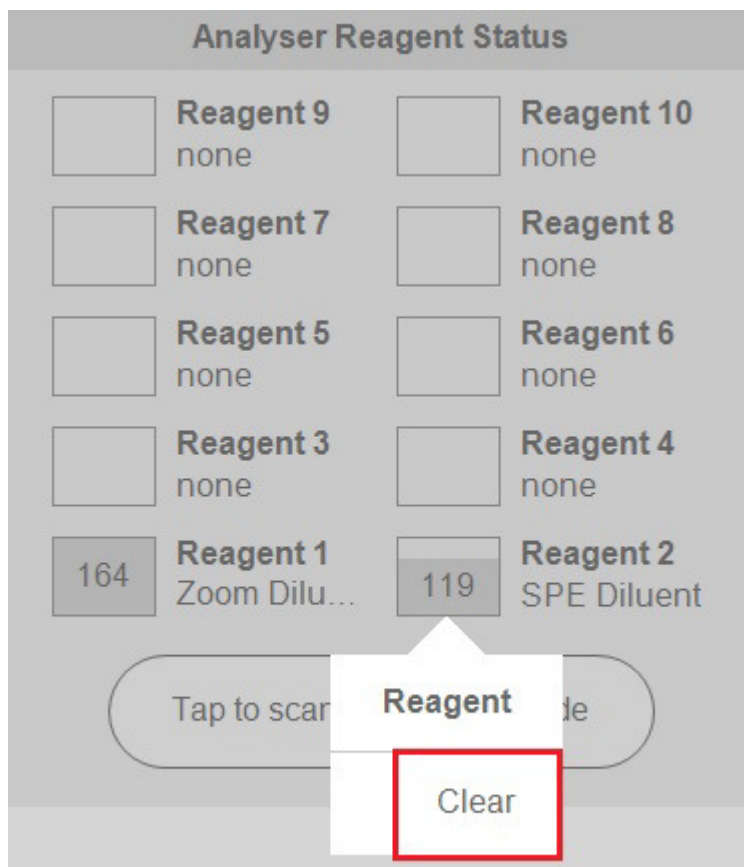 Analyser Reagent Status
Reagent 9
none
Reagent 10
none
Reagent 7
none
Reagent 8
none
Reagent 5
none
Reagent 6
none
Reagent 3
none
Reagent 4
none
164
Reagent 1
Zoom Dilu...
119
Reagent 2
SPE Diluent
Tap to scan
Reagent
Clear